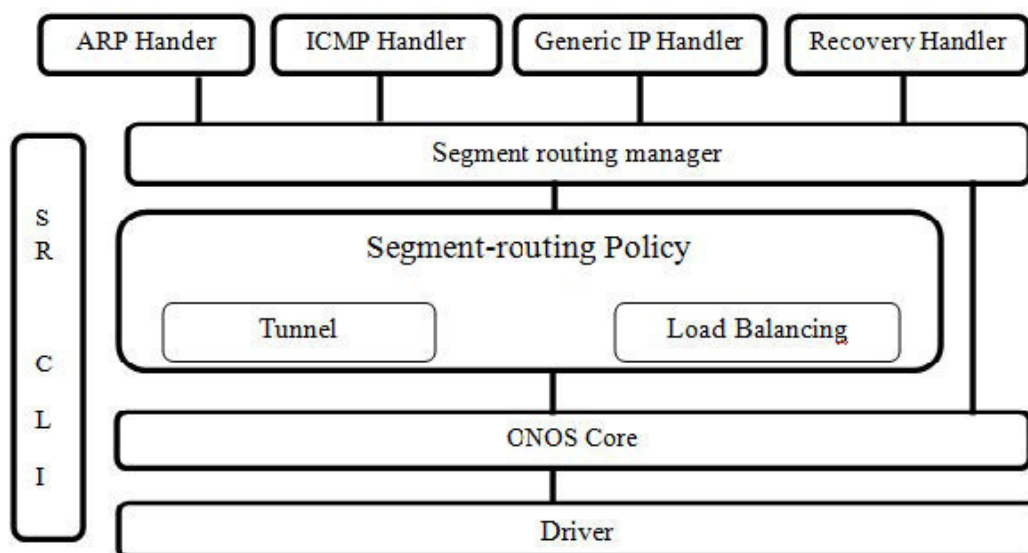 ARP Hander
ICMP Handler
Generic IP Handler
Recovery Handler
Segment routing manager
S
R
C
L
I
Segment-routing Policy
Tunnel
Load Balancing
ONOS Core
Driver